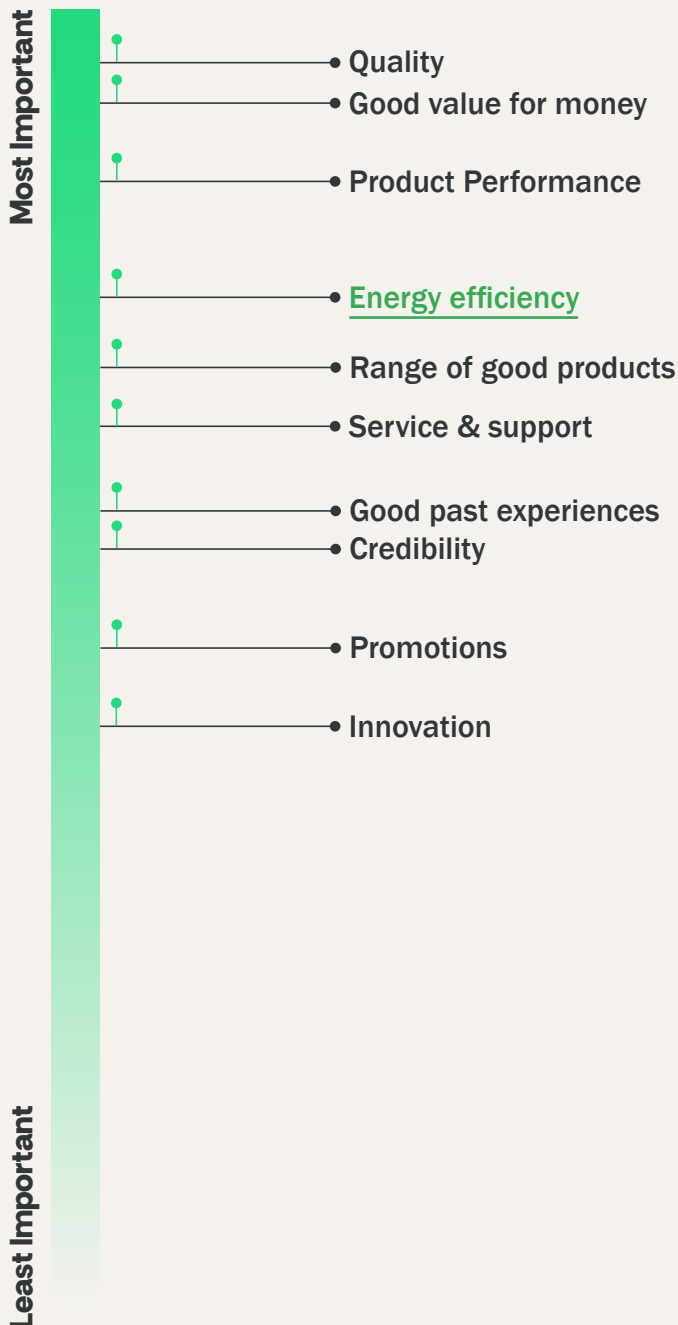 Most Important
Quality
Good value for money
Product Performance
Energy efficiency
Range of good products
Service & support
Good past experiences
Credibility
Promotions
Innovation
Least Important